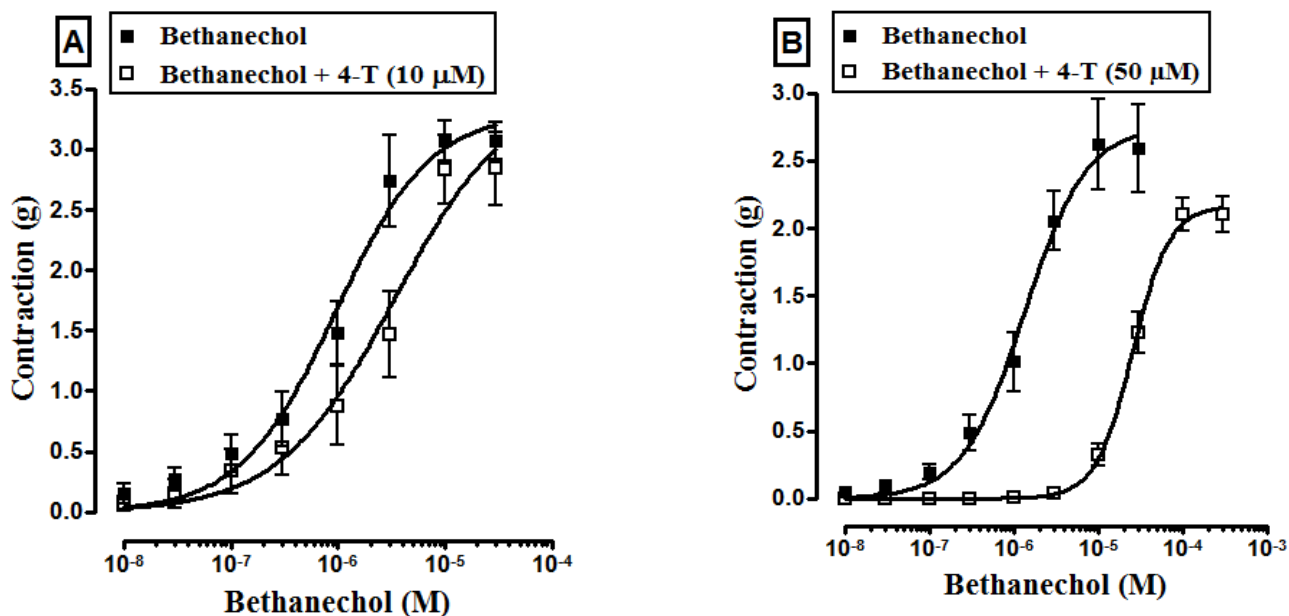 A
Bethanechol
Bethanechol + 4-T (10 µM)
3.5
3.0
2.5
2.0
1.5
1.0
0.5
0.0
Contraction (g)
10-8
10-7
10-6
10-5
10-4
Bethanechol (M)
B
Bethanechol
Bethanechol + 4-T (50 µM)
3.0
2.5
2.0
1.5
1.0
0.5
0.0
Contraction (g)
10-8
10-7
10-6
10-5
10-4
10-3
Bethanechol (M)